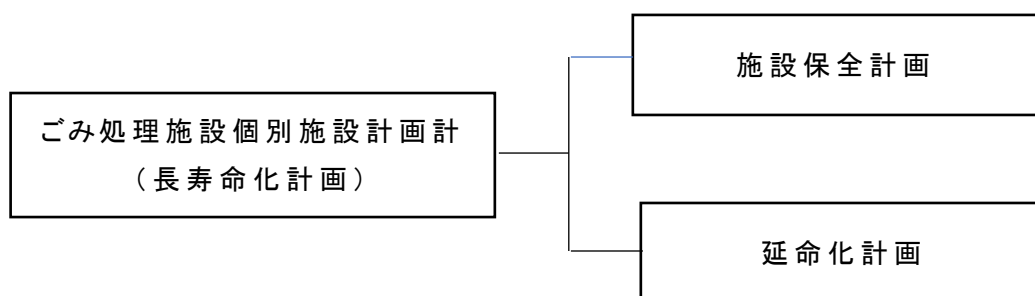 施設保全計画
ごみ処理施設個別施設計画計
（長寿命化計画）
延命化計画